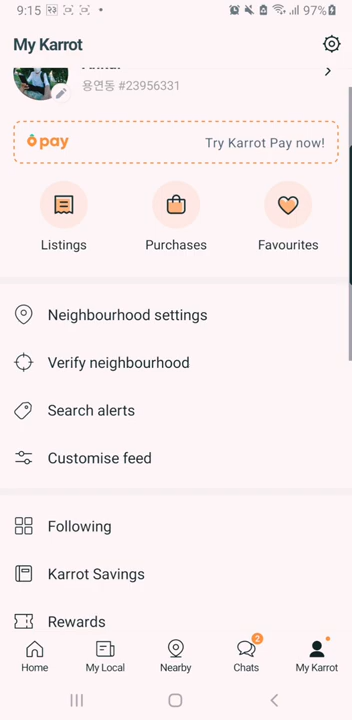 9:15
97%
My Karrot
용연동 #23956331
pay
Try Karrot Pay now!
Listings
Purchases
Favourites
Neighbourhood settings
Verify neighbourhood
Search alerts
Customise feed
Following
Karrot Savings
Rewards
2
Home
My Local
Nearby
Chats
My Karrot